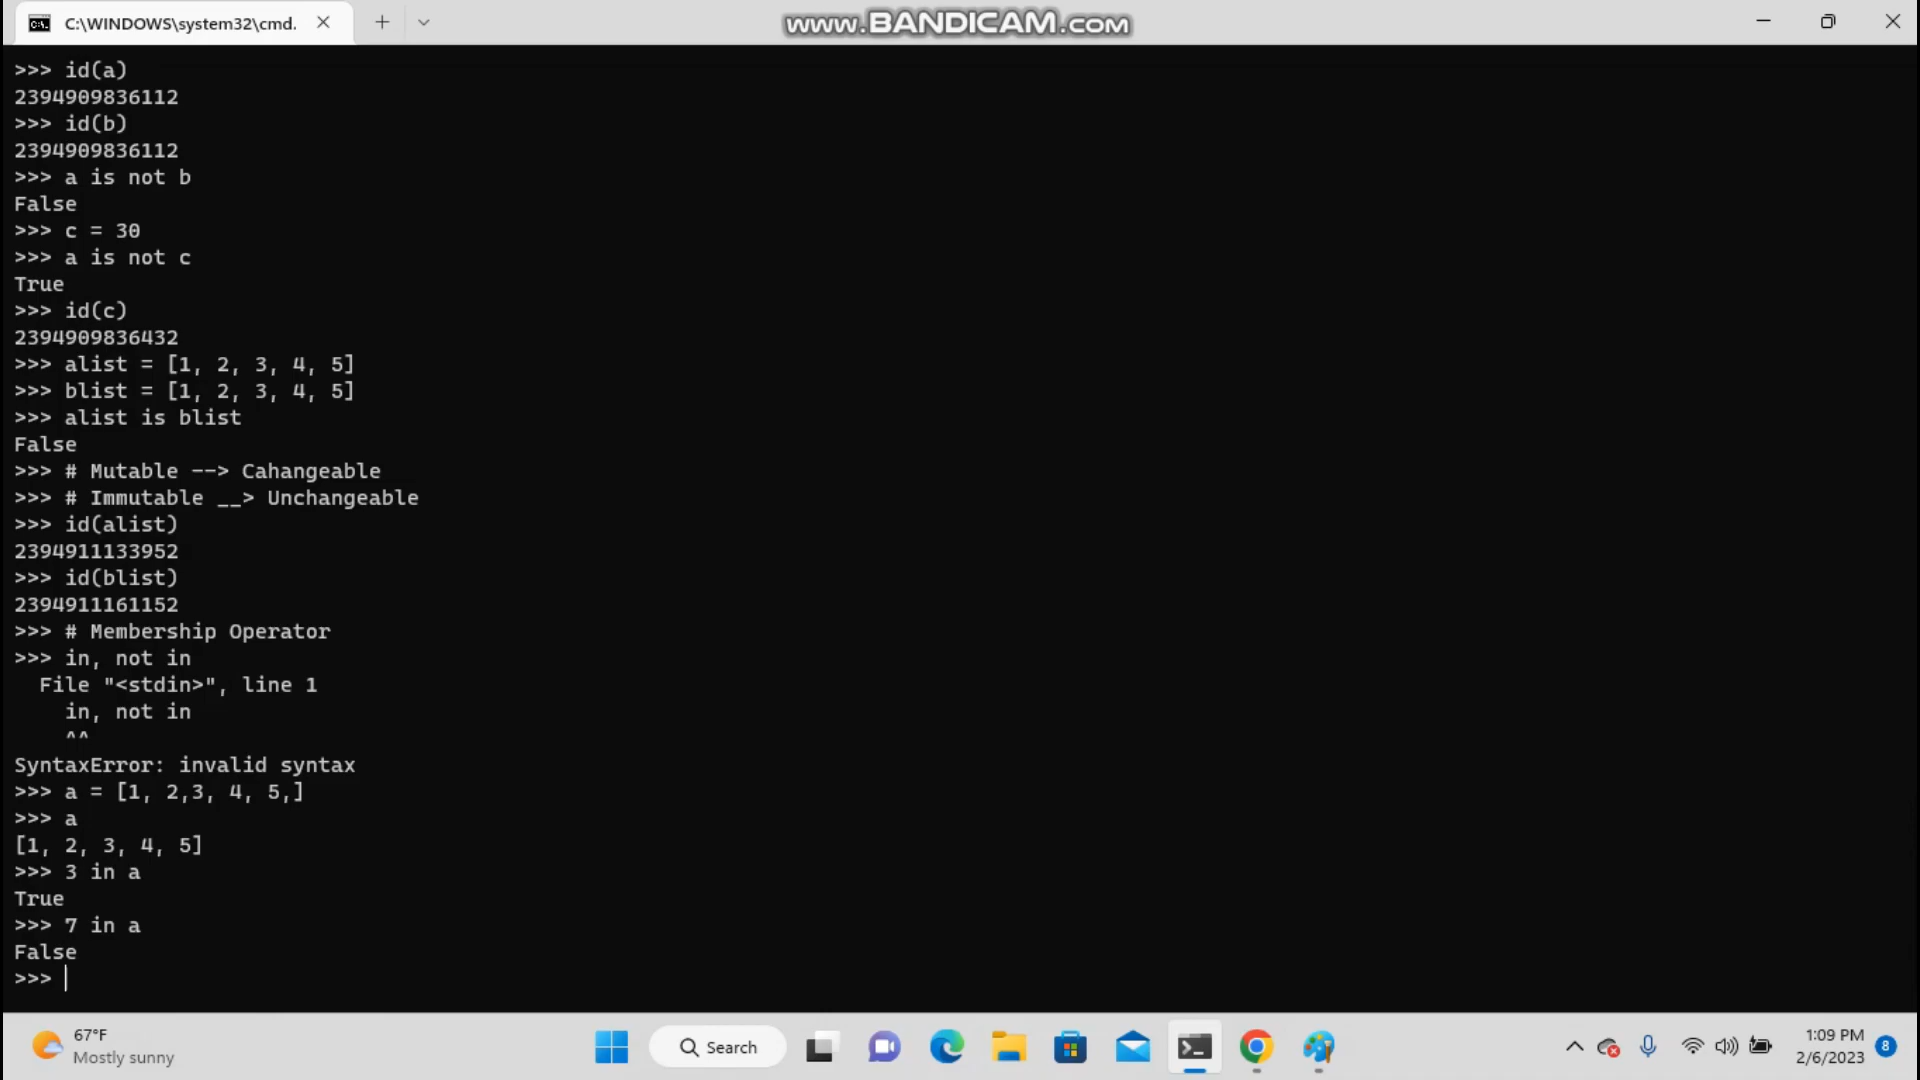 C:\WINDOWS\system32\cmd.
www.BANDICAM.com
>>> id(a)
2394909836112
>>> id(b)
2394909836112
>>> a is not b
False
>>> c = 30
>>> a is not c
True
>>> id(c)
2394909836432
>>> alist = [1, 2, 3, 4, 5]
>>> blist = [1, 2, 3, 4, 5]
>>> alist is blist
False
>>> # Mutable --> Cahangeable
>>> # Immutable __> Unchangeable
>>> id(alist)
2394911133952
>>> id(blist)
2394911161152
>>> # Membership Operator
>>> in, not in
  File "<stdin>", line 1
    in, not in
    ^^
SyntaxError: invalid syntax
>>> a = [1, 2,3, 4, 5,]
>>> a
[1, 2, 3, 4, 5]
>>> 3 in a
True
>>> 7 in a
False
>>>
67°F
Mostly sunny
Search
1:09 PM
2/6/2023
8